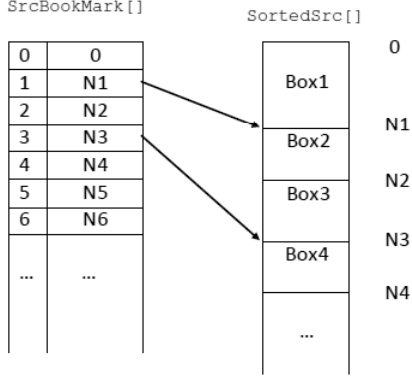 SrcBookMark[]
SortedSrc[]
0 0
1 N1
2 N2
3 N3
4 N4
5 N5
6 N6
... ...
Box1
Box2
Box3
Box4
...
0
N1
N2
N3
N4